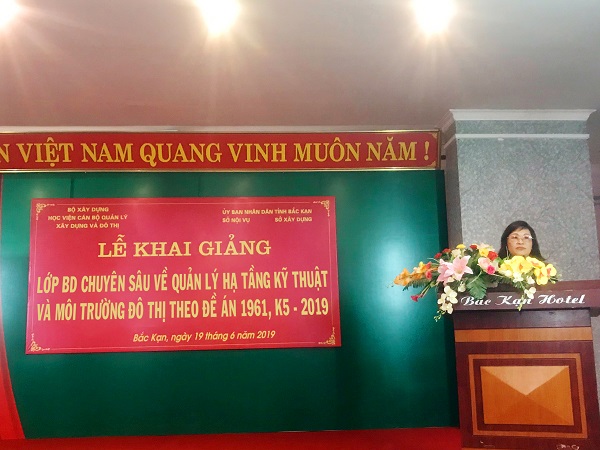 VIỆT NAM QUANG VINH MUÔN NĂM !
BỘ XÂY DỰNG
HỌC VIỆN CÁN BỘ QUẢN LÝ
XÂY DỰNG VÀ ĐÔ THỊ
ỦY BAN NHÂN DÂN TỈNH BẮC KẠN
SỞ NỘI VỤ SỞ XÂY DỰNG
LỄ KHAI GIẢNG
LỚP BD CHUYÊN SÂU VỀ QUẢN LÝ HẠ TẦNG KỸ THUẬT
VÀ MÔI TRƯỜNG ĐÔ THỊ THEO ĐỀ ÁN 1961, K5 - 2019
Bắc Kạn, ngày 19 tháng 6 năm 2019
Bắc Kạn Hotel